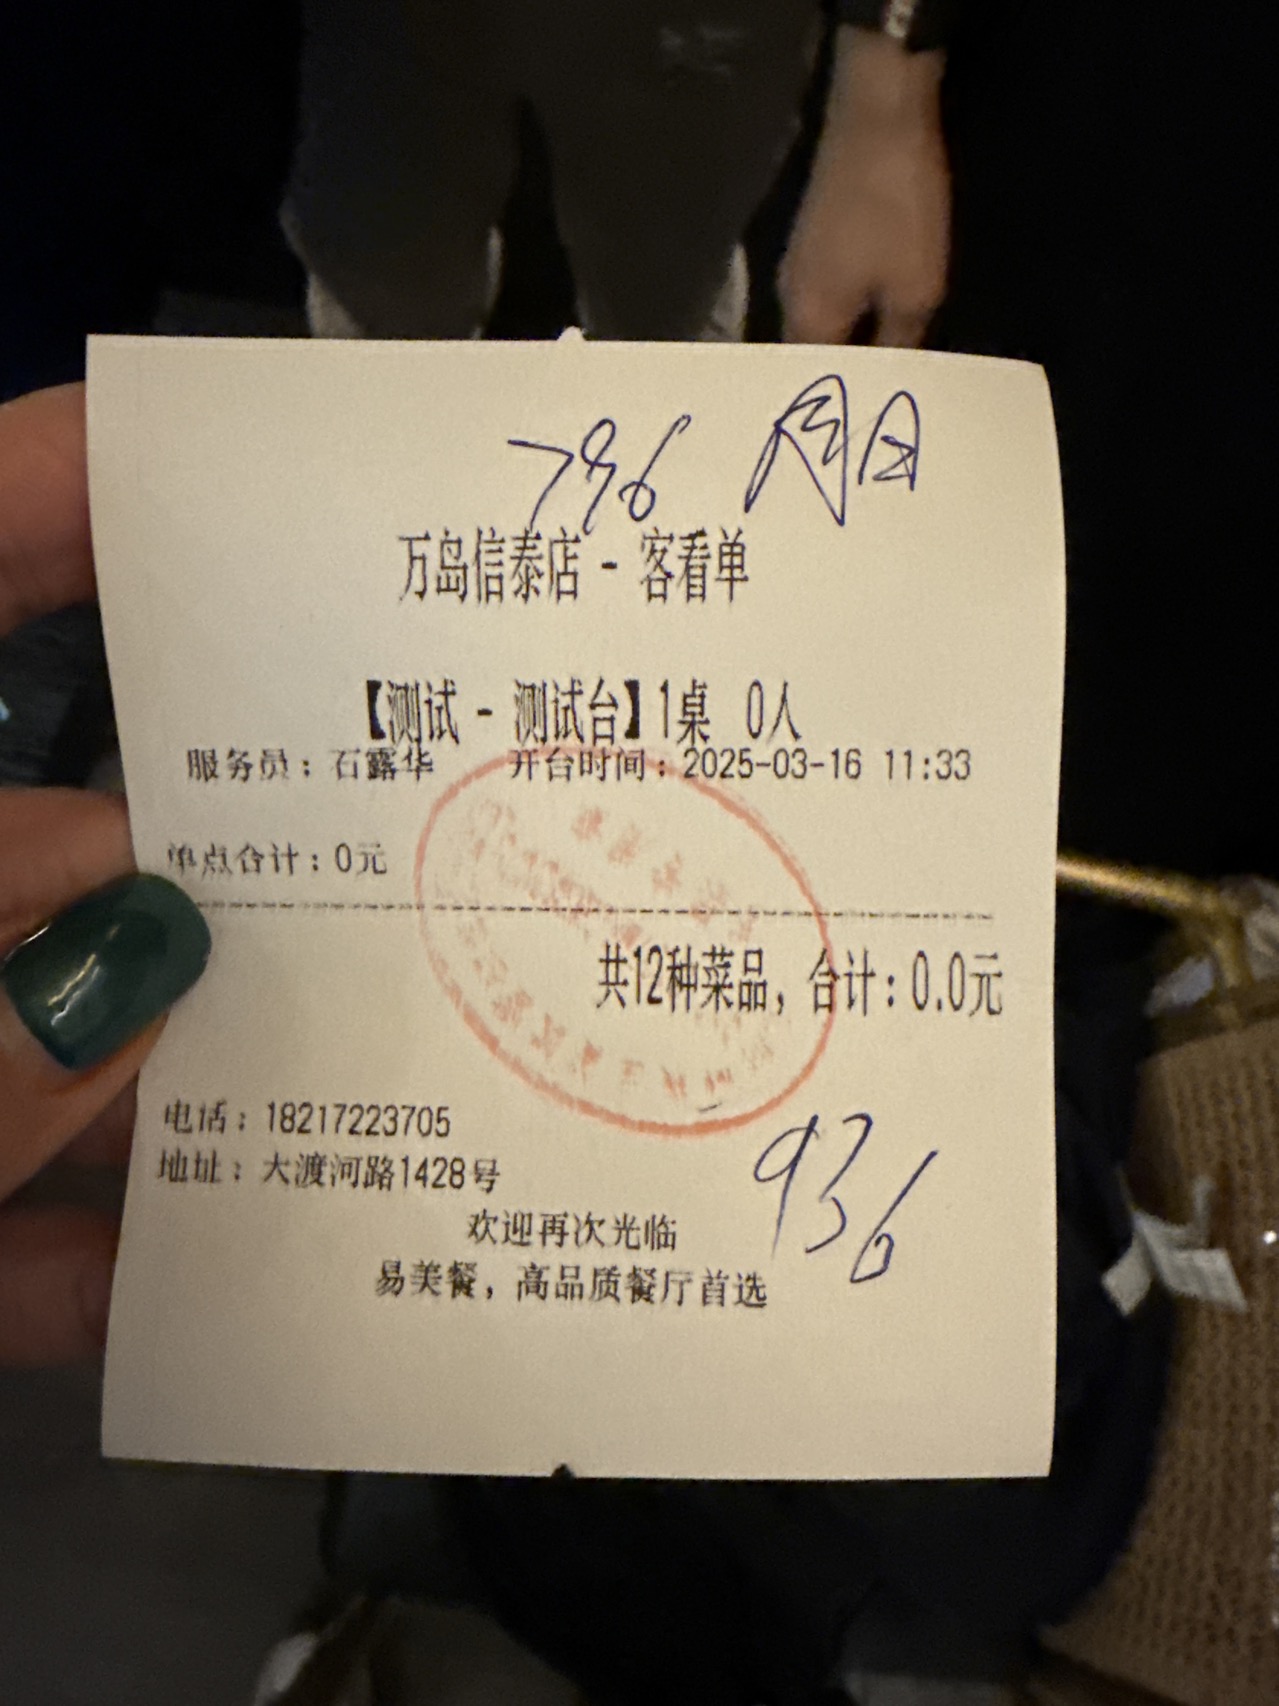 796 周日
万岛信泰店 - 客看单
【测试 - 测试台】1桌 0人
服务员：石露华 开台时间：2025-03-16 11:33
单点合计：0元
共12种菜品，合计：0.0元
电话：18217223705
地址：大渡河路1428号
936
欢迎再次光临
易美餐，高品质餐厅首选